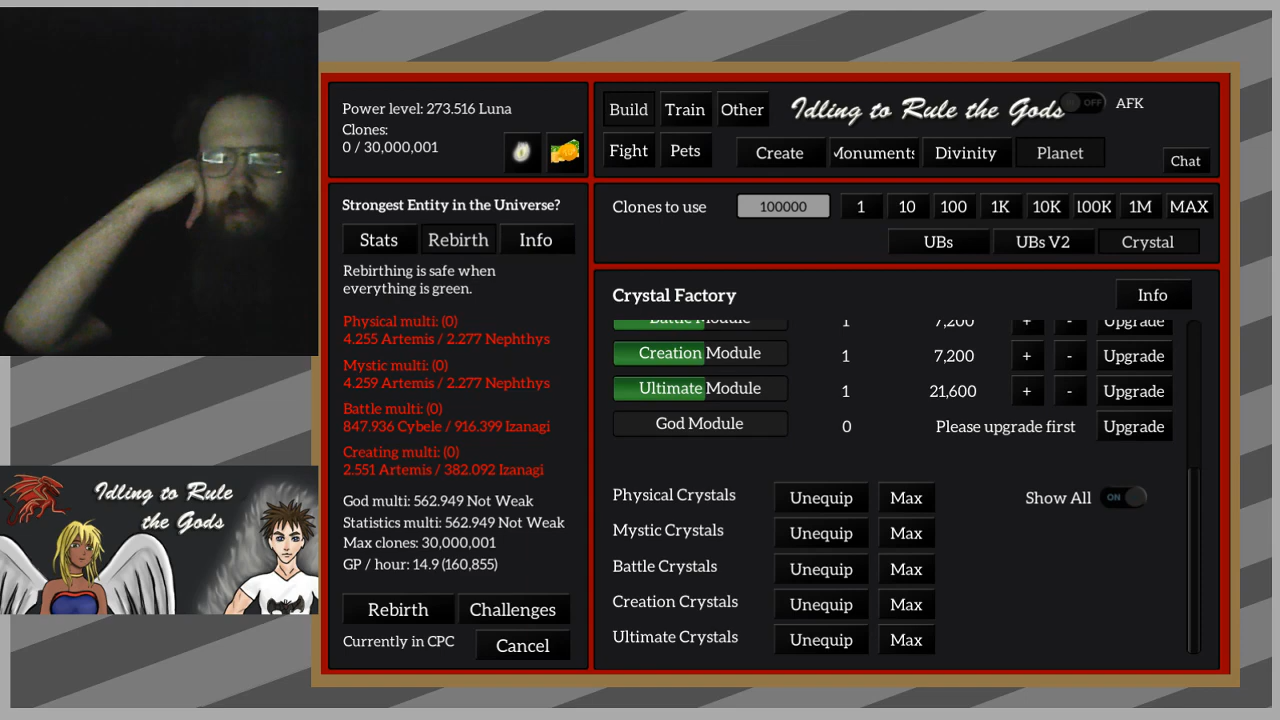 Power level: 273.516 Luna
Clones:
0 / 30,000,001
Build Train Other
Idling to Rule the Gods
OFF AFK
Fight Pets
Create Monuments Divinity Planet
Chat
Strongest Entity in the Universe?
Stats Rebirth Info
Rebirthing is safe when
everything is green.
Physical multi: (0)
4.255 Artemis / 2.277 Nephthys
Mystic multi: (0)
4.259 Artemis / 2.277 Nephthys
Battle multi: (0)
847.936 Cybele / 916.399 Izanagi
Creating multi: (0)
2.551 Artemis / 382.092 Izanagi
God multi: 562.949 Not Weak
Statistics multi: 562.949 Not Weak
Max clones: 30,000,001
GP / hour: 14.9 (160,855)
Rebirth Challenges
Currently in CPC Cancel
Clones to use 100000 1 10 100 1K 10K 100K 1M MAX
UBs UBs V2 Crystal
Crystal Factory Info
Battle Module 1 7,200 + - Upgrade
Creation Module 1 7,200 + - Upgrade
Ultimate Module 1 21,600 + - Upgrade
God Module 0 Please upgrade first Upgrade
Physical Crystals Unequip Max Show All ON
Mystic Crystals Unequip Max
Battle Crystals Unequip Max
Creation Crystals Unequip Max
Ultimate Crystals Unequip Max
Idling to Rule
the Gods